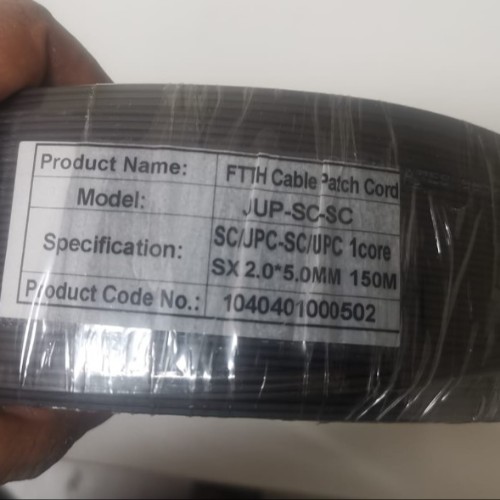 Product Name: FTTH Cable Patch Cord
Model: JUP-SC-SC
Specification: SC/UPC-SC/UPC 1core
SX 2.0*5.0MM 150M
Product Code No.: 1040401000502